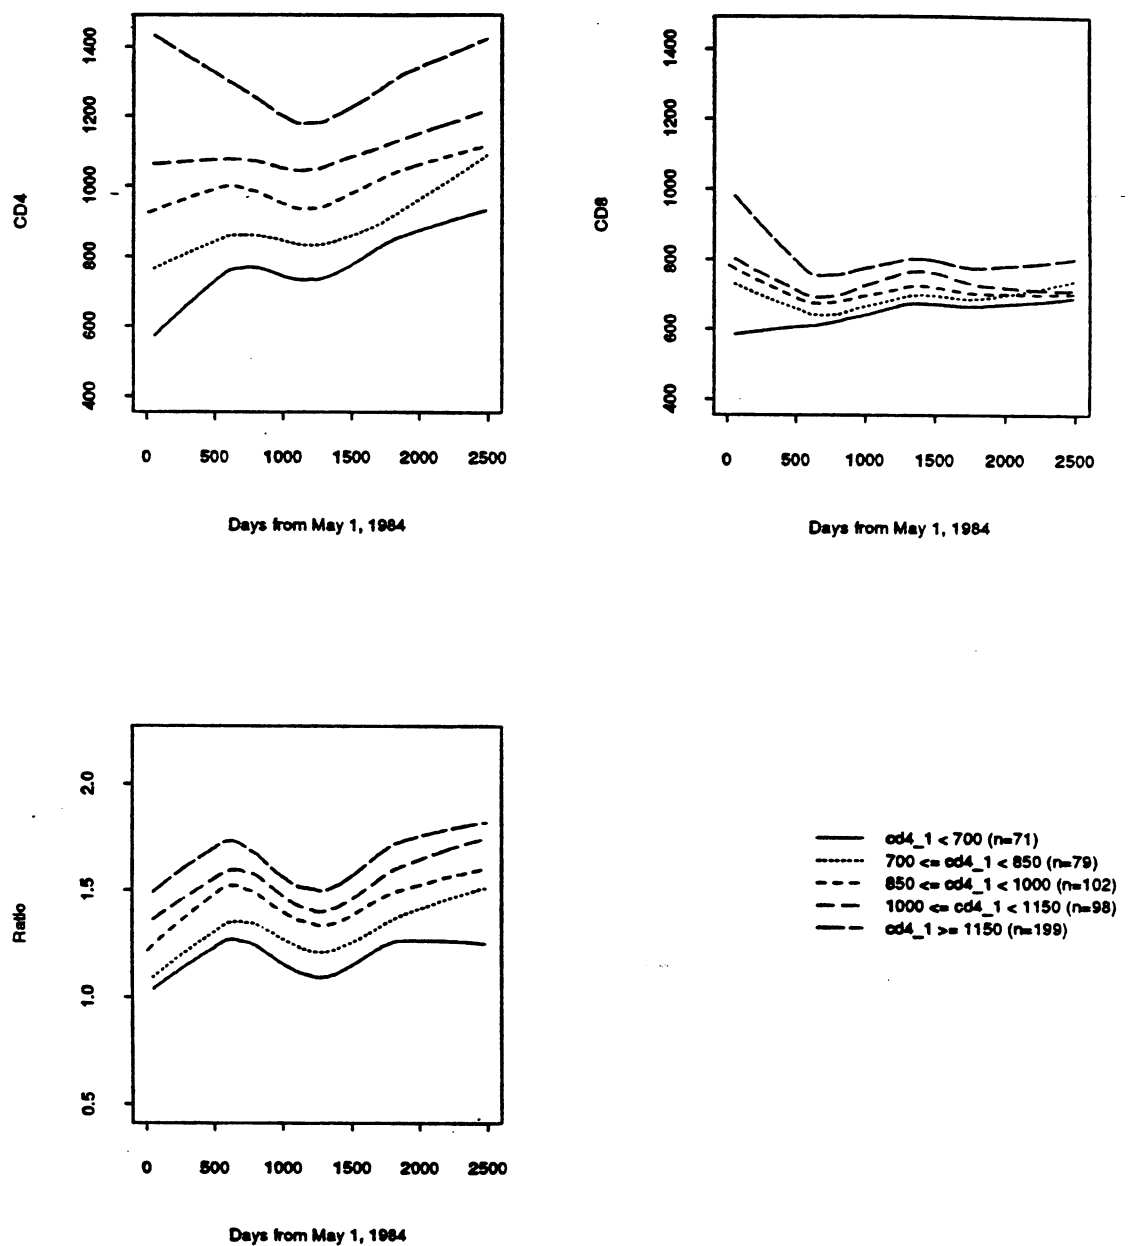 CD4
1400
1200
1000
800
600
400
0 500 1000 1500 2000 2500
Days from May 1, 1984
CD8
1400
1200
1000
800
600
400
0 500 1000 1500 2000 2500
Days from May 1, 1984
Ratio
2.0
1.5
1.0
0.5
0 500 1000 1500 2000 2500
Days from May 1, 1984
cd4_1 < 700 (n=71)
700 <= cd4_1 < 850 (n=79)
850 <= cd4_1 < 1000 (n=102)
1000 <= cd4_1 < 1150 (n=98)
cd4_1 >= 1150 (n=199)